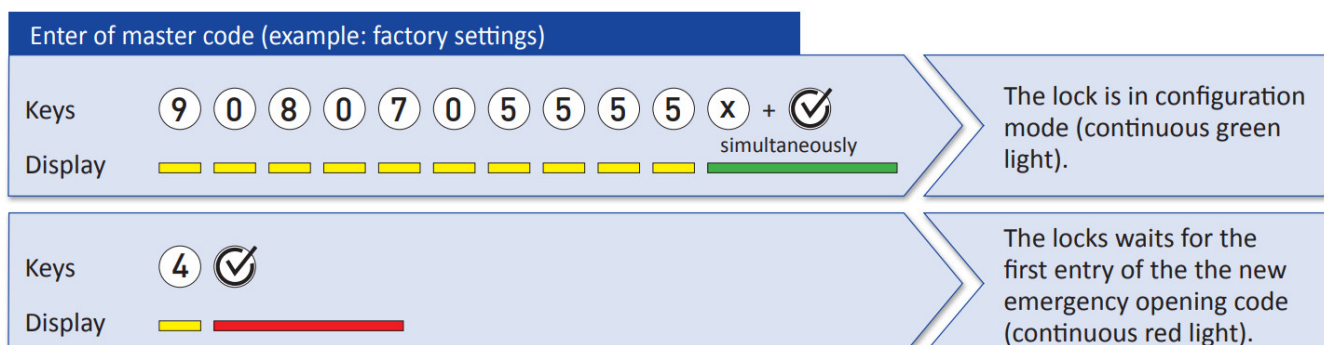 Enter of master code (example: factory settings)
Keys 9 0 8 0 7 0 5 5 5 5 x +
simultaneously
Display
The lock is in configuration
mode (continuous green
light).
Keys 4
Display
The locks waits for the
first entry of the the new
emergency opening code
(continuous red light).